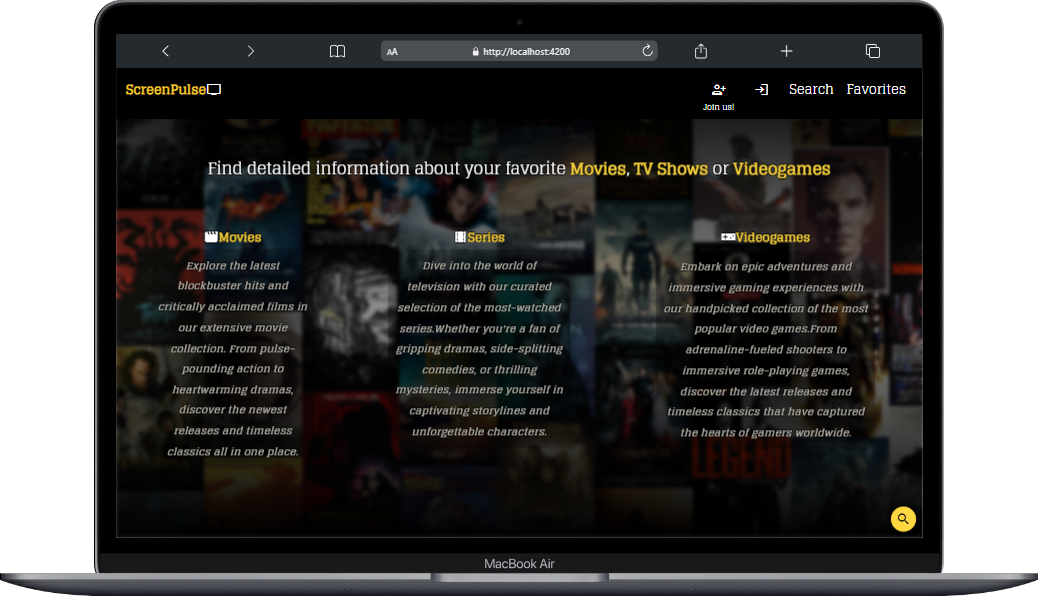 AA
http://localhost:4200
ScreenPulse
Join us!
Search
Favorites
Find detailed information about your favorite Movies, TV Shows or Videogames
Movies
Explore the latest
blockbuster hits and
critically acclaimed films in
our extensive movie
collection. From pulse-
pounding action to
heartwarming dramas,
discover the newest
releases and timeless
classics all in one place.
Series
Dive into the world of
television with our curated
selection of the most-watched
series.Whether you're a fan of
gripping dramas, side-splitting
comedies, or thrilling
mysteries, immerse yourself in
captivating storylines and
unforgettable characters.
Videogames
Embark on epic adventures and
immersive gaming experiences with
our handpicked collection of the most
popular video games.From
adrenaline-fueled shooters to
immersive role-playing games,
discover the latest releases and
timeless classics that have captured
the hearts of gamers worldwide.
LEGEND
MacBook Air